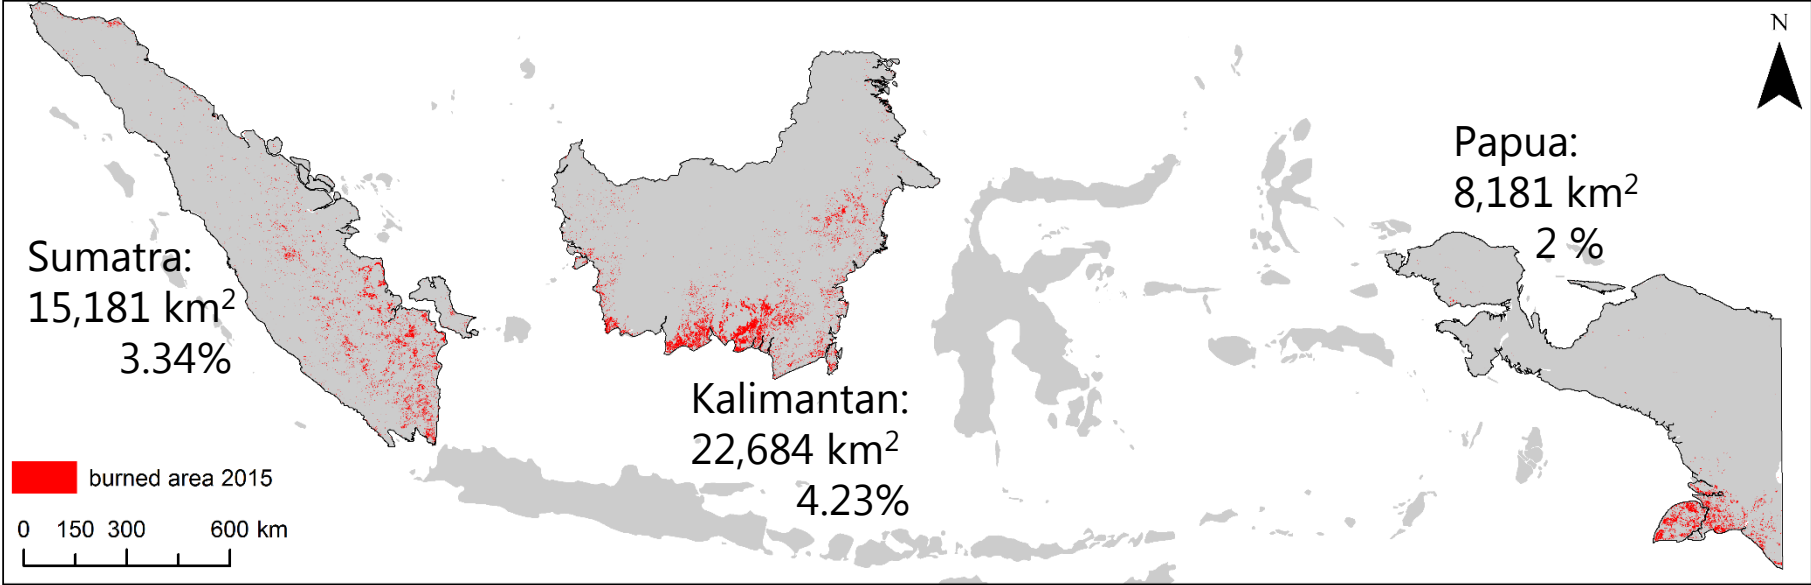 N
Papua:
8,181 km²
2 %
Sumatra:
15,181 km²
3.34%
Kalimantan:
22,684 km²
4.23%
burned area 2015
0 150 300 600 km